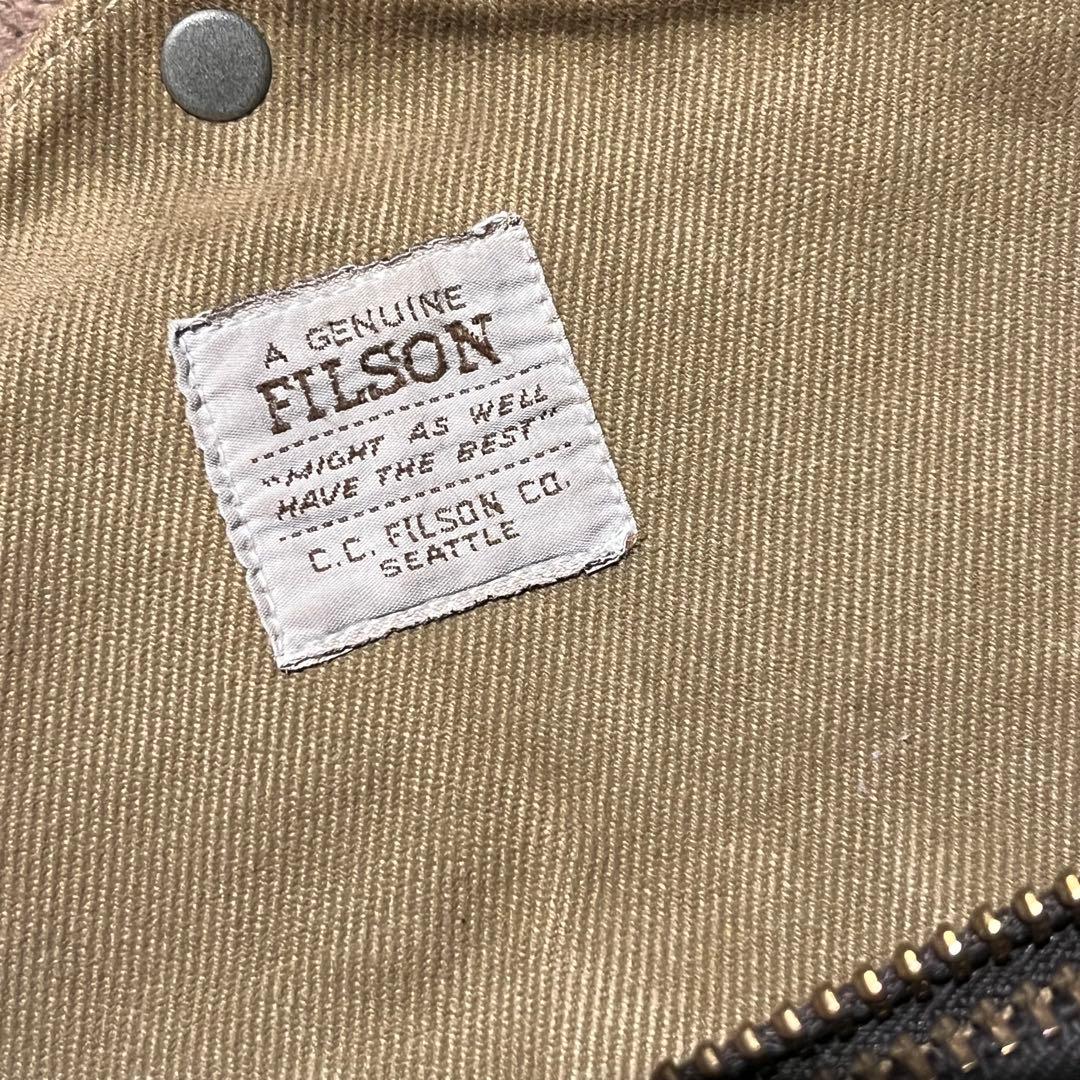 A GENUINE
FILSON
"MIGHT AS WELL
HAVE THE BEST"
C.C. FILSON CO.
SEATTLE